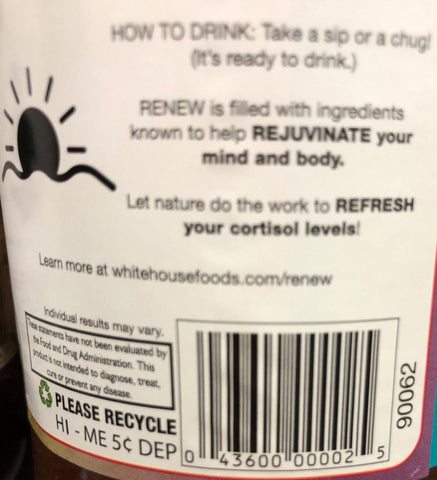 HOW TO DRINK: Take a sip or a chug!
(It's ready to drink.)
RENEW is filled with ingredients
known to help REJUVINATE your
mind and body.
Let nature do the work to REFRESH
your cortisol levels!
Learn more at whitehousefoods.com/renew
Individual results may vary.
These statements have not been evaluated by
the Food and Drug Administration. This
product is not intended to diagnose, treat,
cure or prevent any disease.
PLEASE RECYCLE
HI - ME 5¢ DEP
0 43600 00002 5
90062